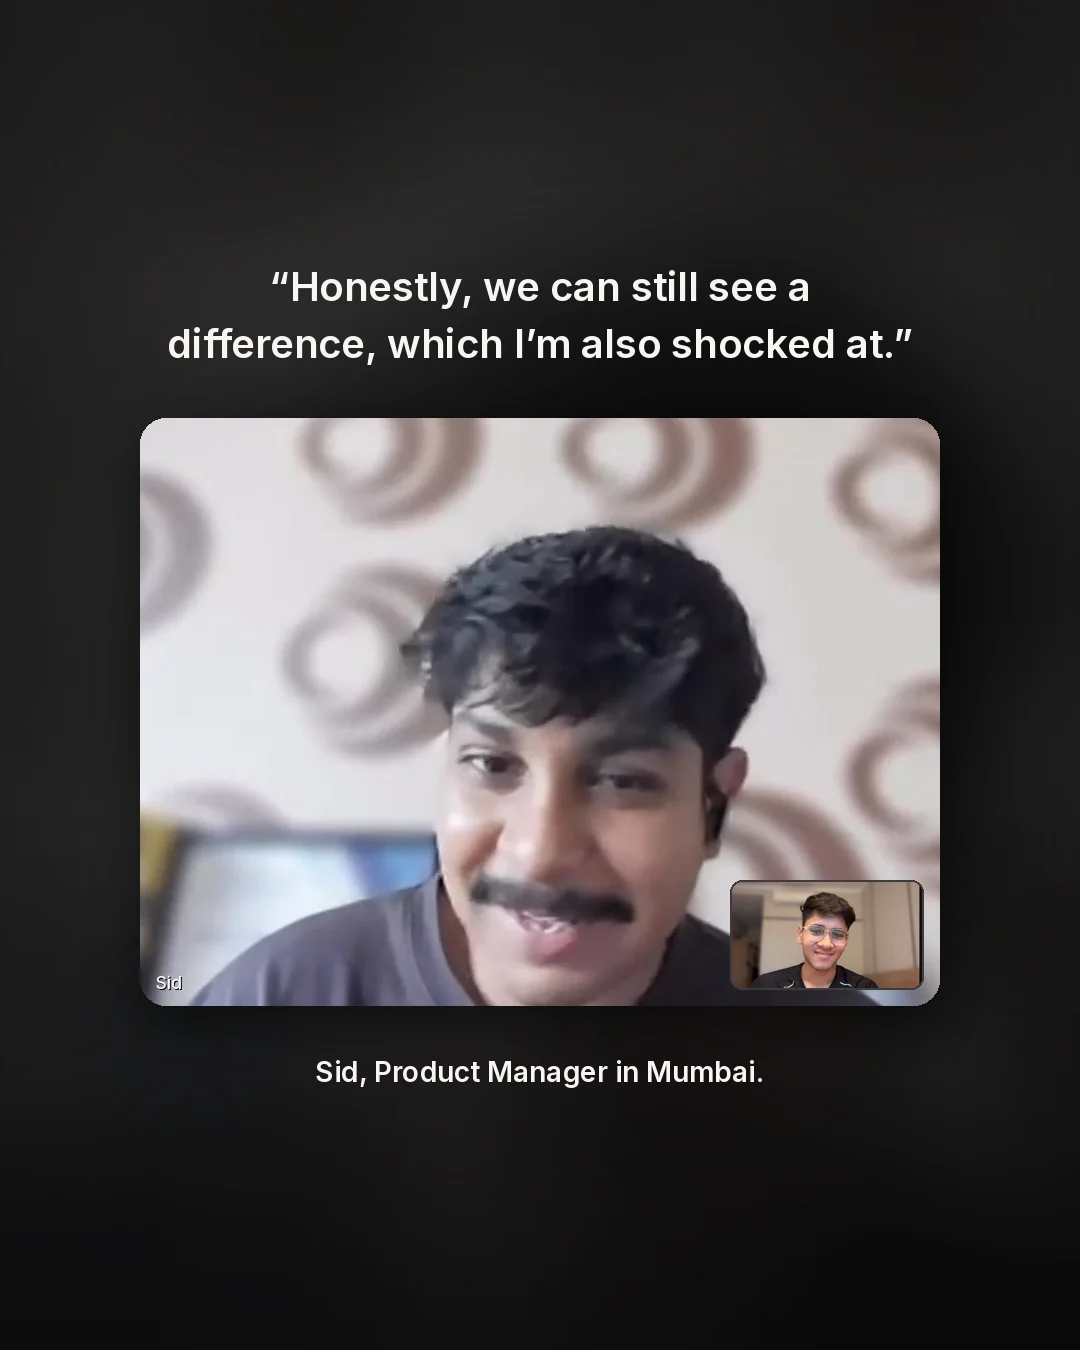 “Honestly, we can still see a
difference, which I’m also shocked at.”
Sid
Sid, Product Manager in Mumbai.